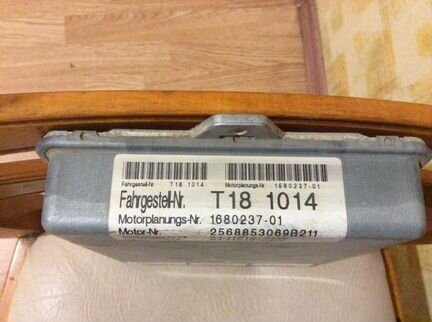 Fahrgestell-Nr. T18 1014 Motorplanungs-Nr. 1680237-01
Fahrgestell-Nr. T18 1014
Motorplanungs-Nr. 1680237-01
Motor-Nr. 2568853069B211